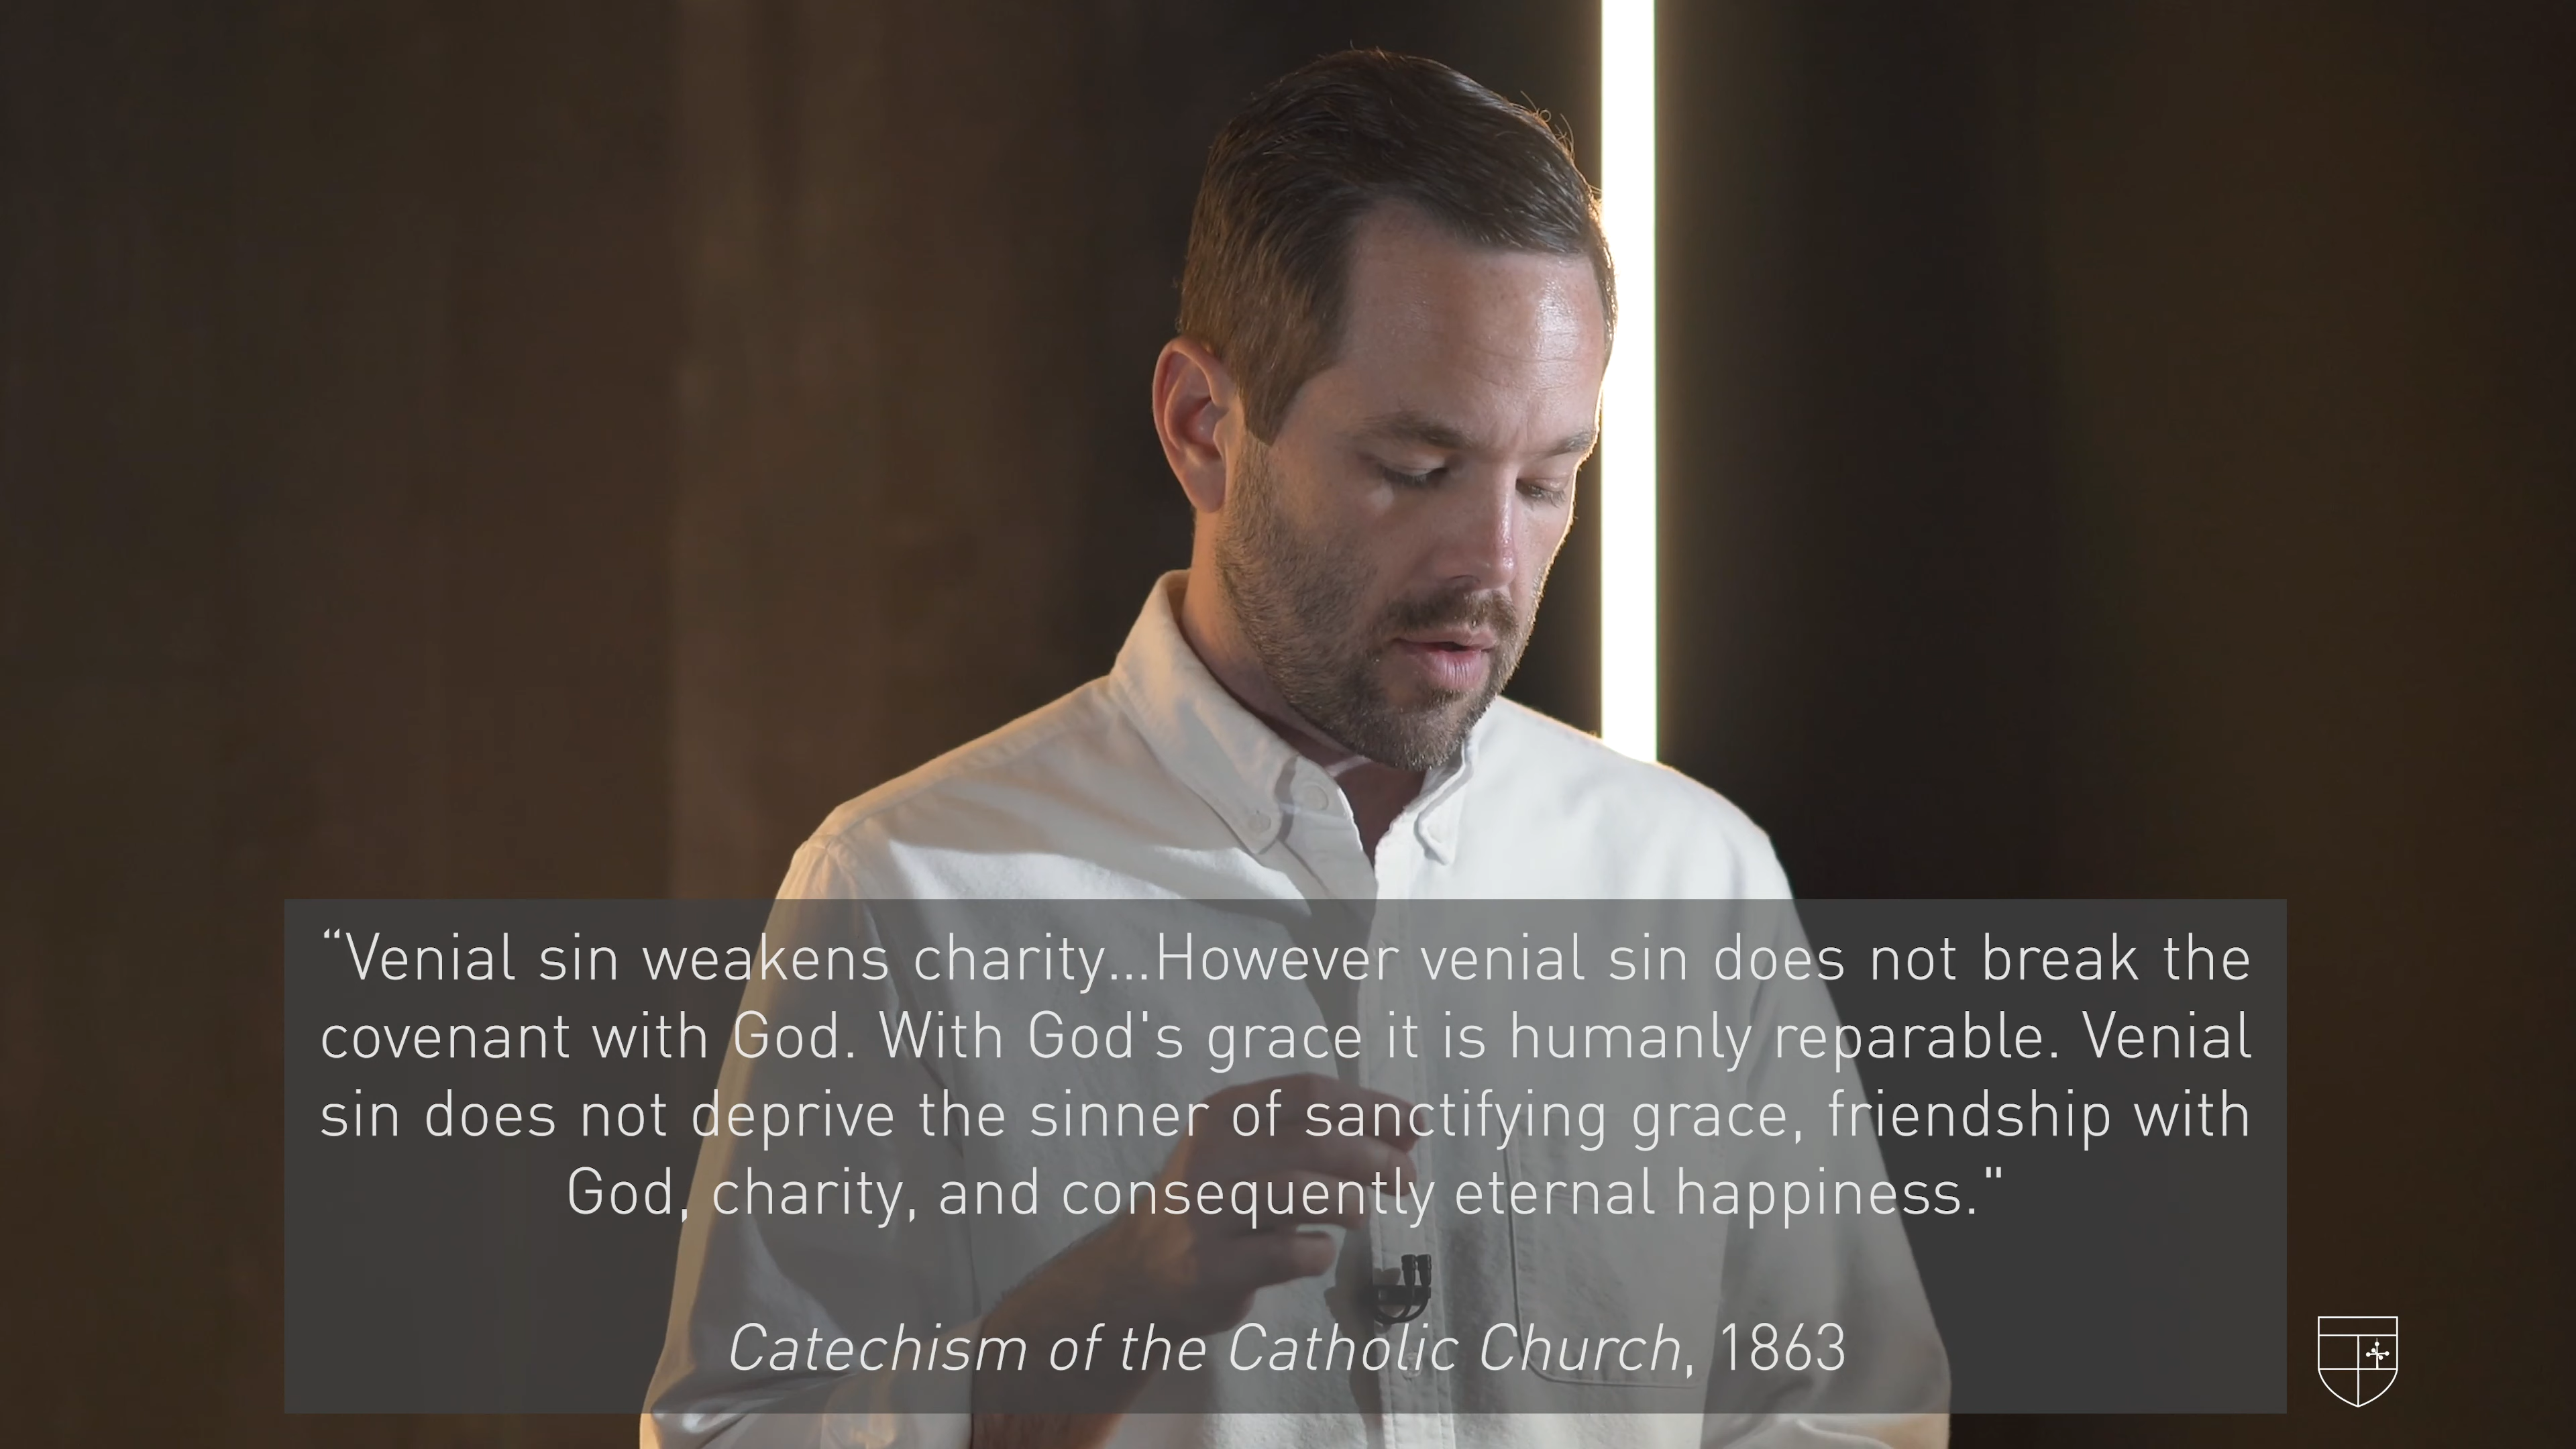 “Venial sin weakens charity...However venial sin does not break the
covenant with God. With God's grace it is humanly reparable. Venial
sin does not deprive the sinner of sanctifying grace, friendship with
God, charity, and consequently eternal happiness."
Catechism of the Catholic Church, 1863